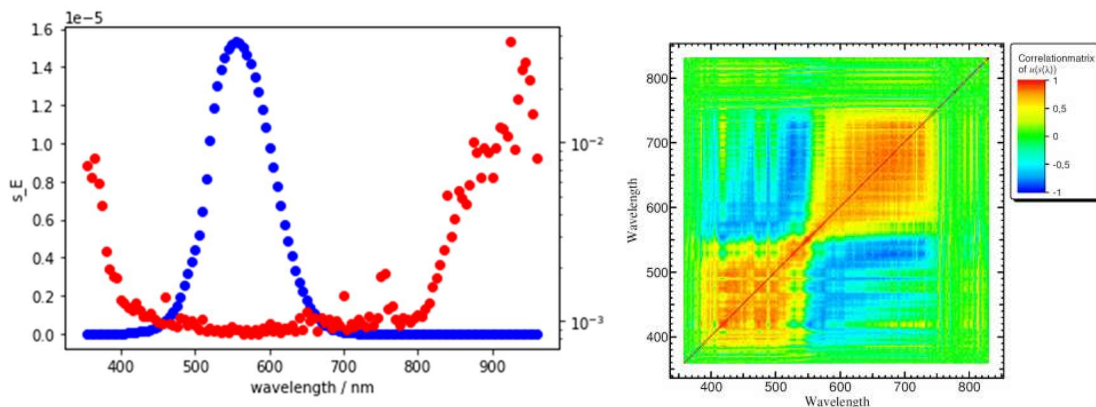 1e−5
1.6
1.4
1.2
1.0
0.8
0.6
0.4
0.2
0.0
s_E
10⁻²
10⁻³
400 500 600 700 800 900
wavelength / nm
800
700
600
500
400
Wavelength
400 500 600 700 800
Wavelength
Correlationmatrix
of u(s(λ))
1
0,5
0
-0,5
-1